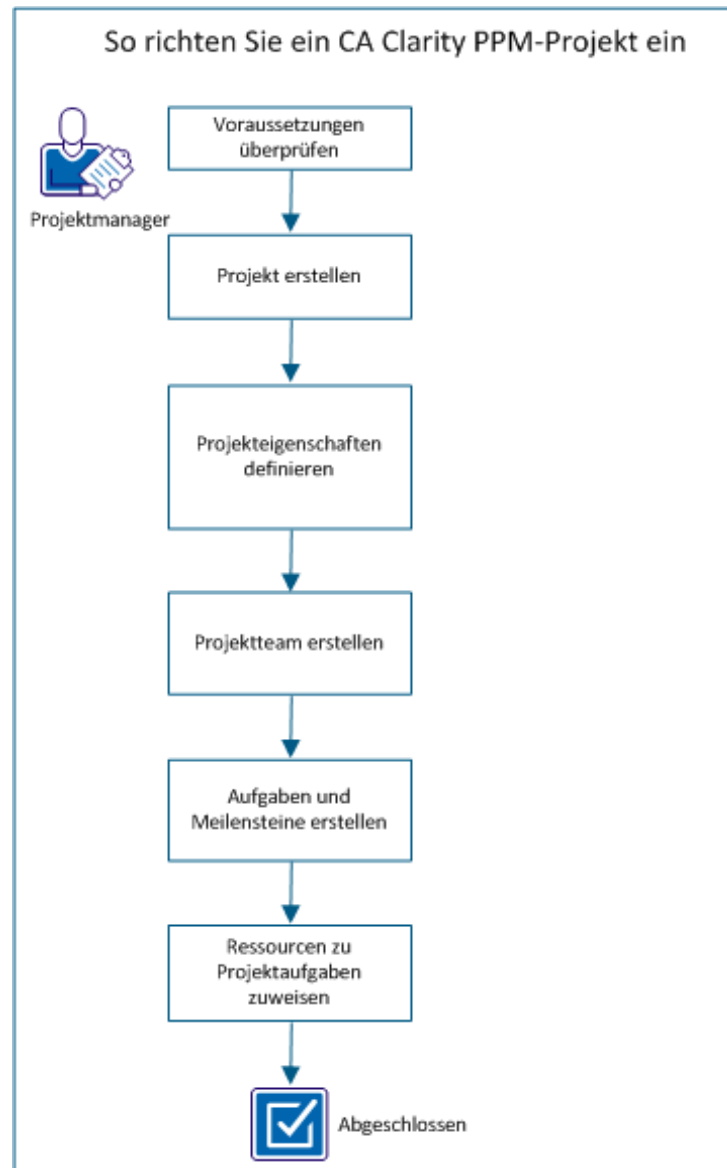 So richten Sie ein CA Clarity PPM-Projekt ein
Projektmanager
Voraussetzungen
überprüfen
Projekt erstellen
Projekteigenschaften
definieren
Projektteam erstellen
Aufgaben und
Meilensteine erstellen
Ressourcen zu
Projektaufgaben
zuweisen
Abgeschlossen